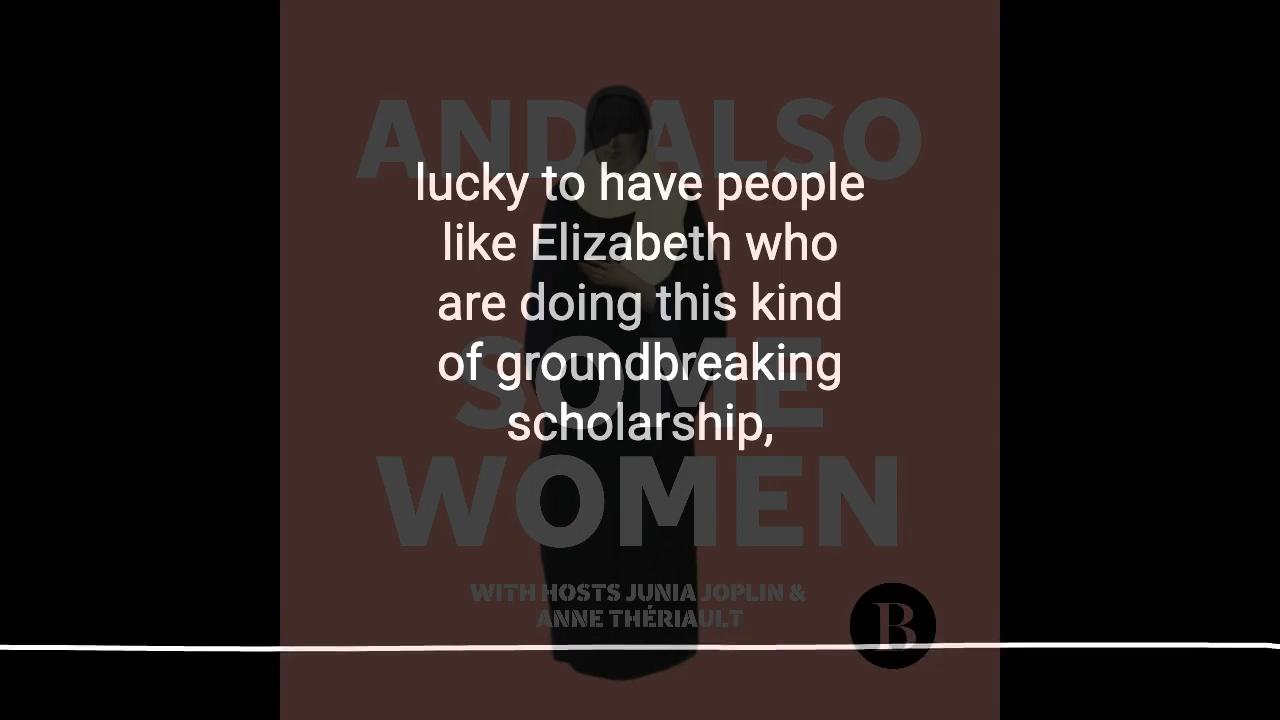 AND ALSO
lucky to have people
like Elizabeth who
are doing this kind
of groundbreaking
scholarship,
SOME
WOMEN
WITH HOSTS JUNIA JOPLIN &
ANNE THÉRIAULT
B